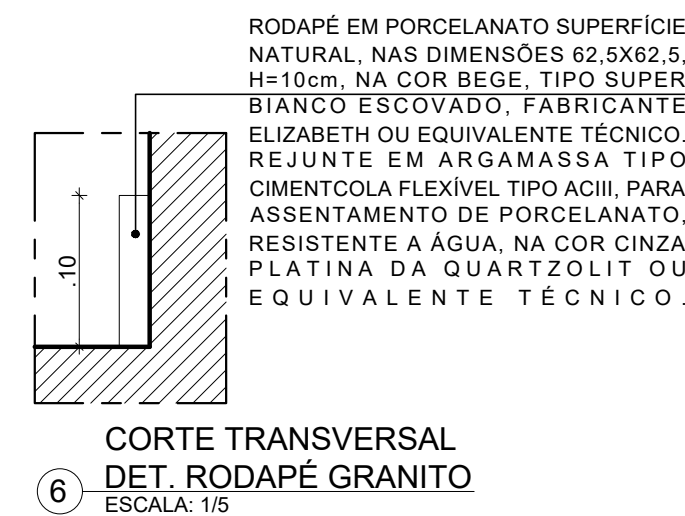 RODAPÉ EM PORCELANATO SUPERFÍCIE
NATURAL, NAS DIMENSÕES 62,5X62,5,
H=10cm, NA COR BEGE, TIPO SUPER
BIANCO ESCOVADO, FABRICANTE
ELIZABETH OU EQUIVALENTE TÉCNICO.
REJUNTE EM ARGAMASSA TIPO
CIMENTCOLA FLEXÍVEL TIPO ACIII, PARA
ASSENTAMENTO DE PORCELANATO,
RESISTENTE A ÁGUA, NA COR CINZA
PLATINA DA QUARTZOLIT OU
EQUIVALENTE TÉCNICO.
.10
CORTE TRANSVERSAL
6 DET. RODAPÉ GRANITO
ESCALA: 1/5